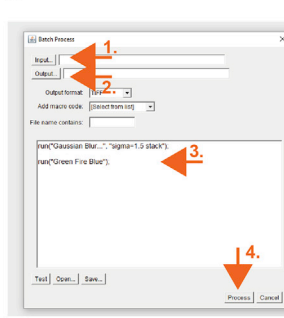 Batch Process
1.
Input...
Output...
2.
Output format: TIFF
Add macro code: [Select from list]
File name contains:
run("Gaussian Blur...", "sigma=1.5 stack");
3.
run("Green Fire Blue");
4.
Test Open... Save...
Process Cancel